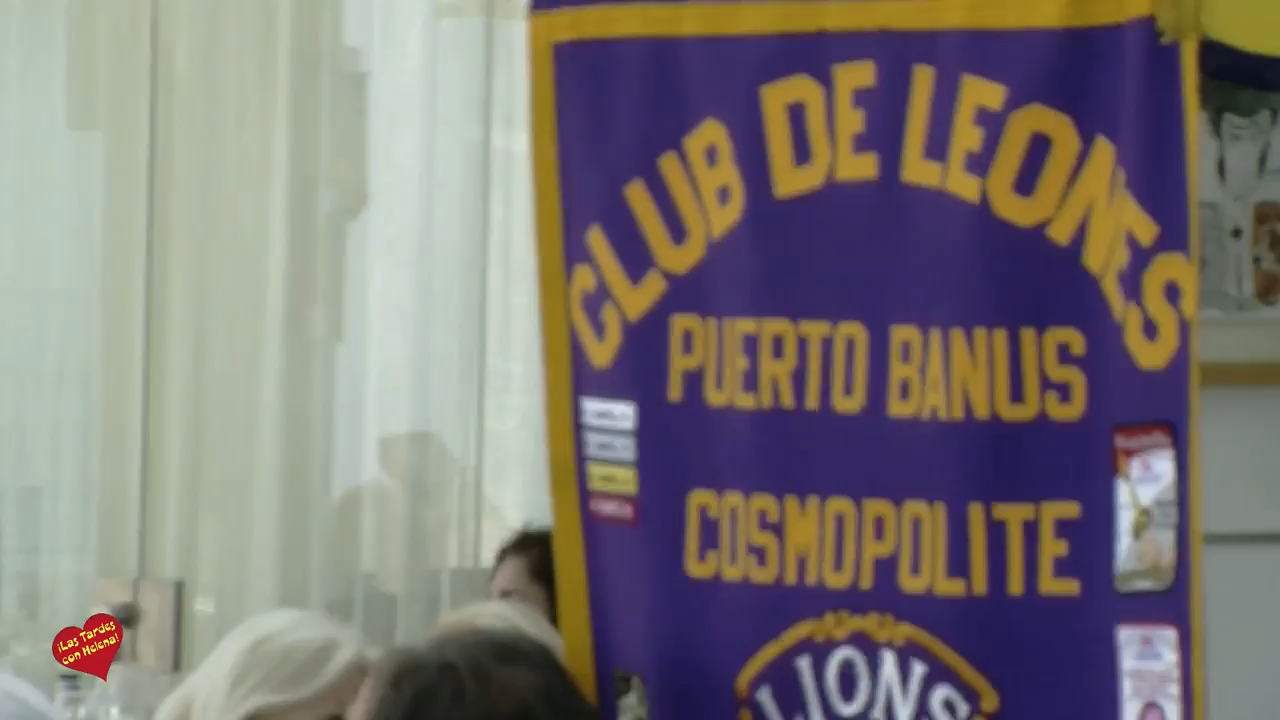 CLUB DE LEONES
PUERTO BANUS
COSMOPOLITE
LIONS
¡Las Tardes
con Helena!